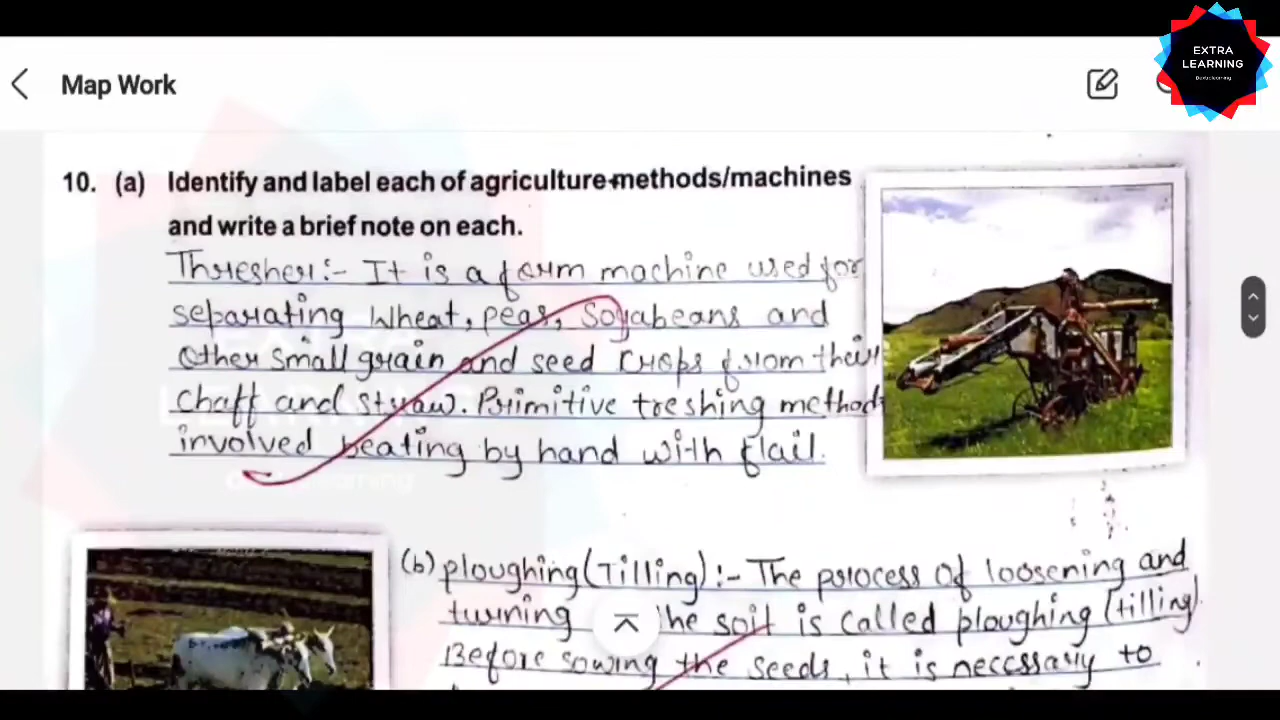 EXTRA
LEARNING
Map Work
10. (a) Identify and label each of agriculture methods/machines
and write a brief note on each.
Thresher:- It is a farm machine used for
separating wheat, peas, soyabeans and
other small grain and seed crops from their
chaff and straw. Primitive treshing method
involved beating by hand with flail.
(b) ploughing (Tilling) :- The process of loosening and
turning he soil is called ploughing (tilling).
Before sowing the seeds, it is necessary to